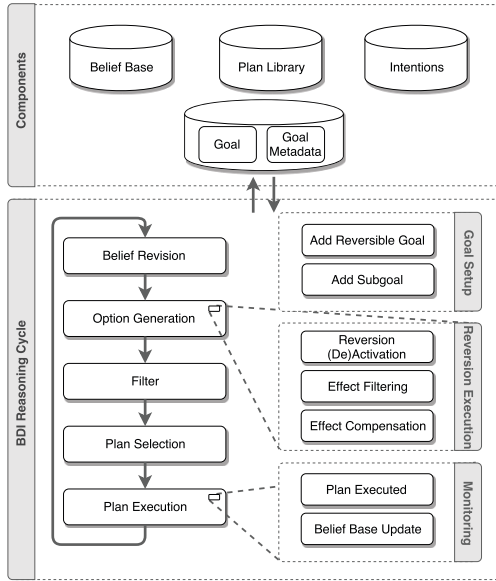 Components
Belief Base
Plan Library
Intentions
Goal
Goal
Metadata
BDI Reasoning Cycle
Belief Revision
Option Generation
Filter
Plan Selection
Plan Execution
Add Reversible Goal
Add Subgoal
Goal Setup
Reversion
(De)Activation
Effect Filtering
Effect Compensation
Reversion Execution
Plan Executed
Belief Base Update
Monitoring